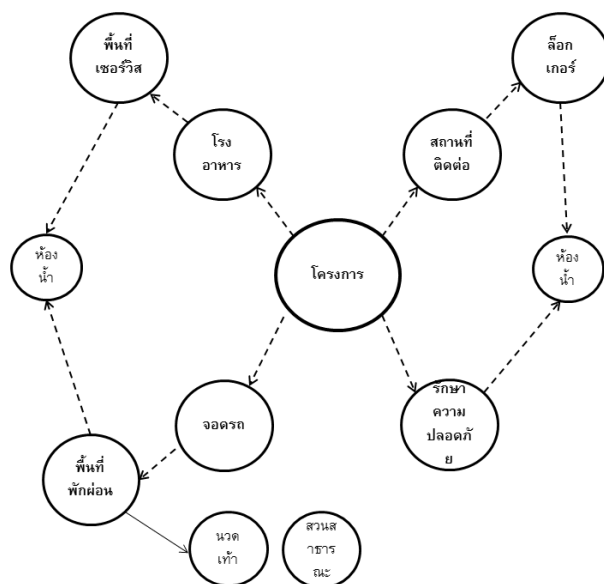 พื้นที่
เซอร์วิส
ล็อก
เกอร์
โรง
อาหาร
สถานที่
ติดต่อ
ห้อง
น้ำ
โครงการ
ห้อง
น้ำ
จอดรถ
รักษา
ความ
ปลอดภั
ย
พื้นที่
พักผ่อน
นวด
เท้า
สวนส
าธาร
ณะ